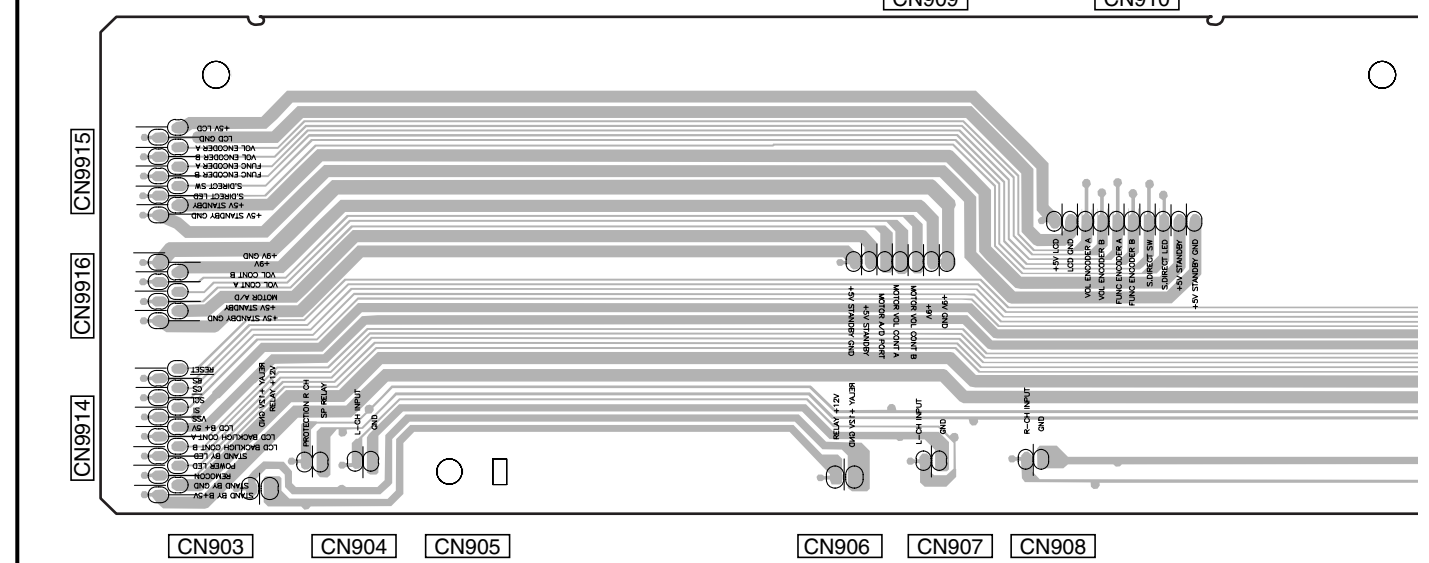 CN909
CN910
CN9915
+5V LCD
LCD GND
VOL ENCODER A
VOL ENCODER B
FUNC ENCODER A
FUNC ENCODER B
S.DIRECT SW
S.DIRECT LED
+5V STANDBY
+5V STANDBY GND
CN9916
+9V GND
+9V
VOL CONT B
VOL CONT A
MOTOR A/D
+5V STANDBY
+5V STANDBY GND
CN9914
RESET
VSS
LCD B+ 5V
LCD BACKLIGH CONT-A
LCD BACKLIGH CONT B
STAND BY LED
POWER LED
REMOCON
STAND BY GND
STAND BY B+5V
RELAY +12V GND
RELAY +12V
PROTECTION R CH
SP RELAY
L-CH INPUT
GND
+5V STANDBY GND
+5V STANDBY
MOTOR A/D PORT
MOTOR VOL CONT A
MOTOR VOL CONT B
+9V
+9V GND
+5V LCD
LCD GND
VOL ENCODER A
VOL ENCODER B
FUNC ENCODER A
FUNC ENCODER B
S.DIRECT SW
S.DIRECT LED
+5V STANDBY
+5V STANDBY GND
RELAY +12V
RELAY +12V GND
L-CH INPUT
GND
R-CH INPUT
GND
CN903
CN904
CN905
CN906
CN907
CN908